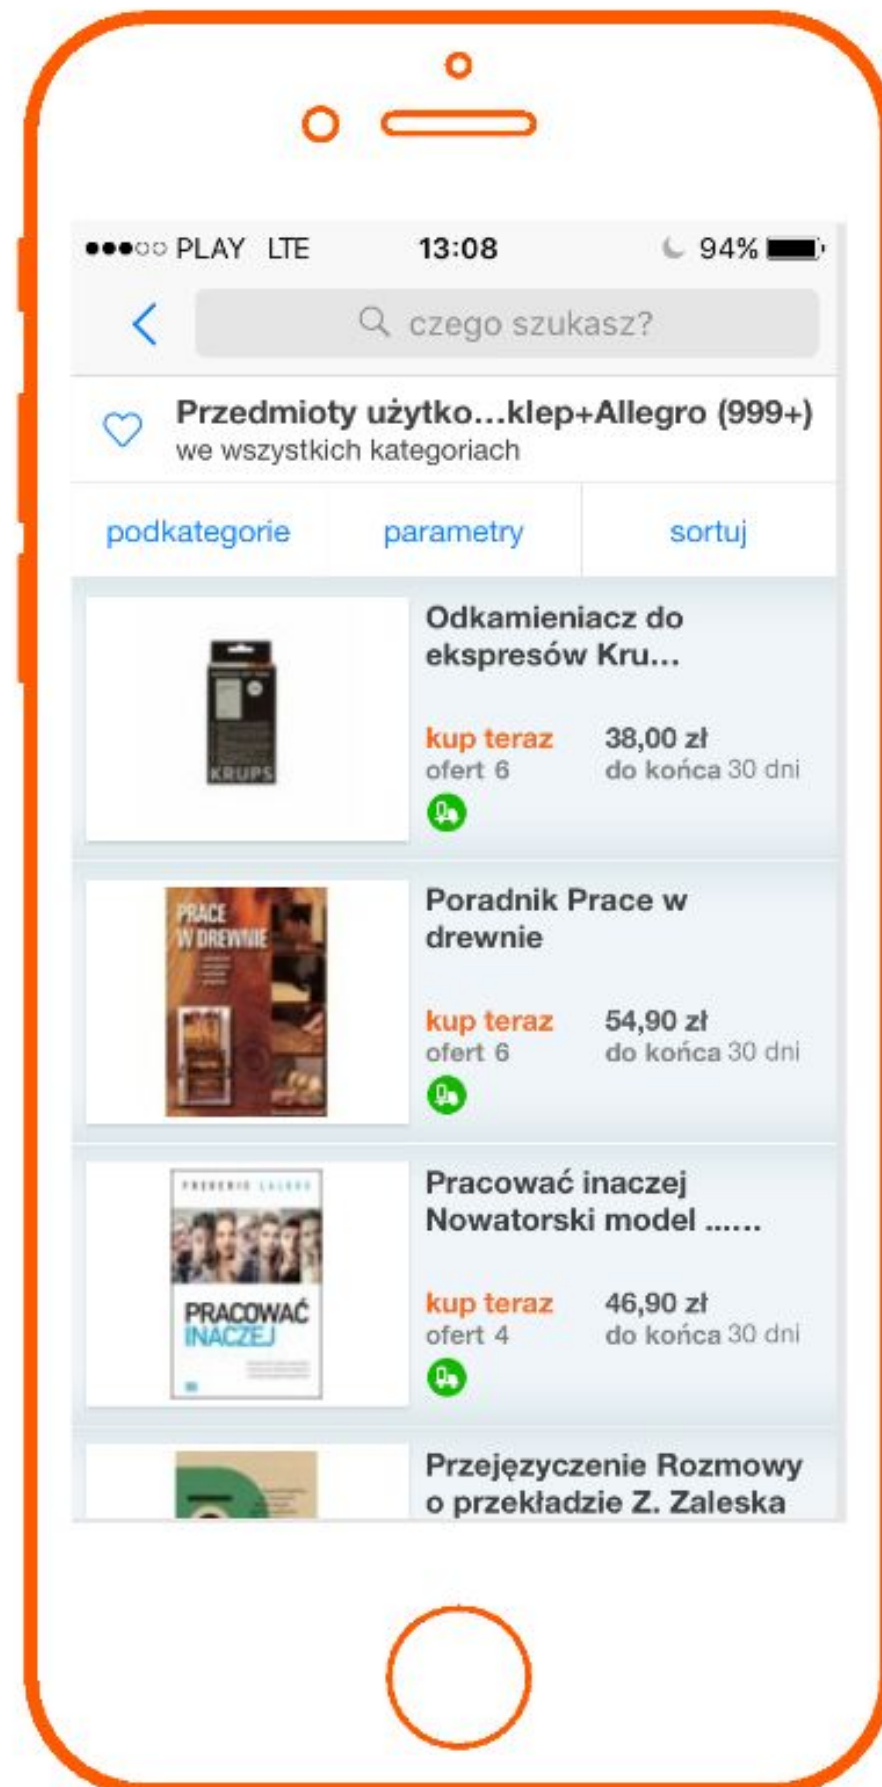 PLAY LTE 13:08 94%
czego szukasz?
Przedmioty użytko...klep+Allegro (999+)
we wszystkich kategoriach
podkategorie parametry sortuj
KRUPS
Odkamieniacz do
ekspresów Kru...
kup teraz 38,00 zł
ofert 6 do końca 30 dni
PRACE
W DREWNIE
Poradnik Prace w
drewnie
kup teraz 54,90 zł
ofert 6 do końca 30 dni
FREDERIC LALOUX
PRACOWAĆ
INACZEJ
Pracować inaczej
Nowatorski model ......
kup teraz 46,90 zł
ofert 4 do końca 30 dni
Przejęzyczenie Rozmowy
o przekładzie Z. Zaleska